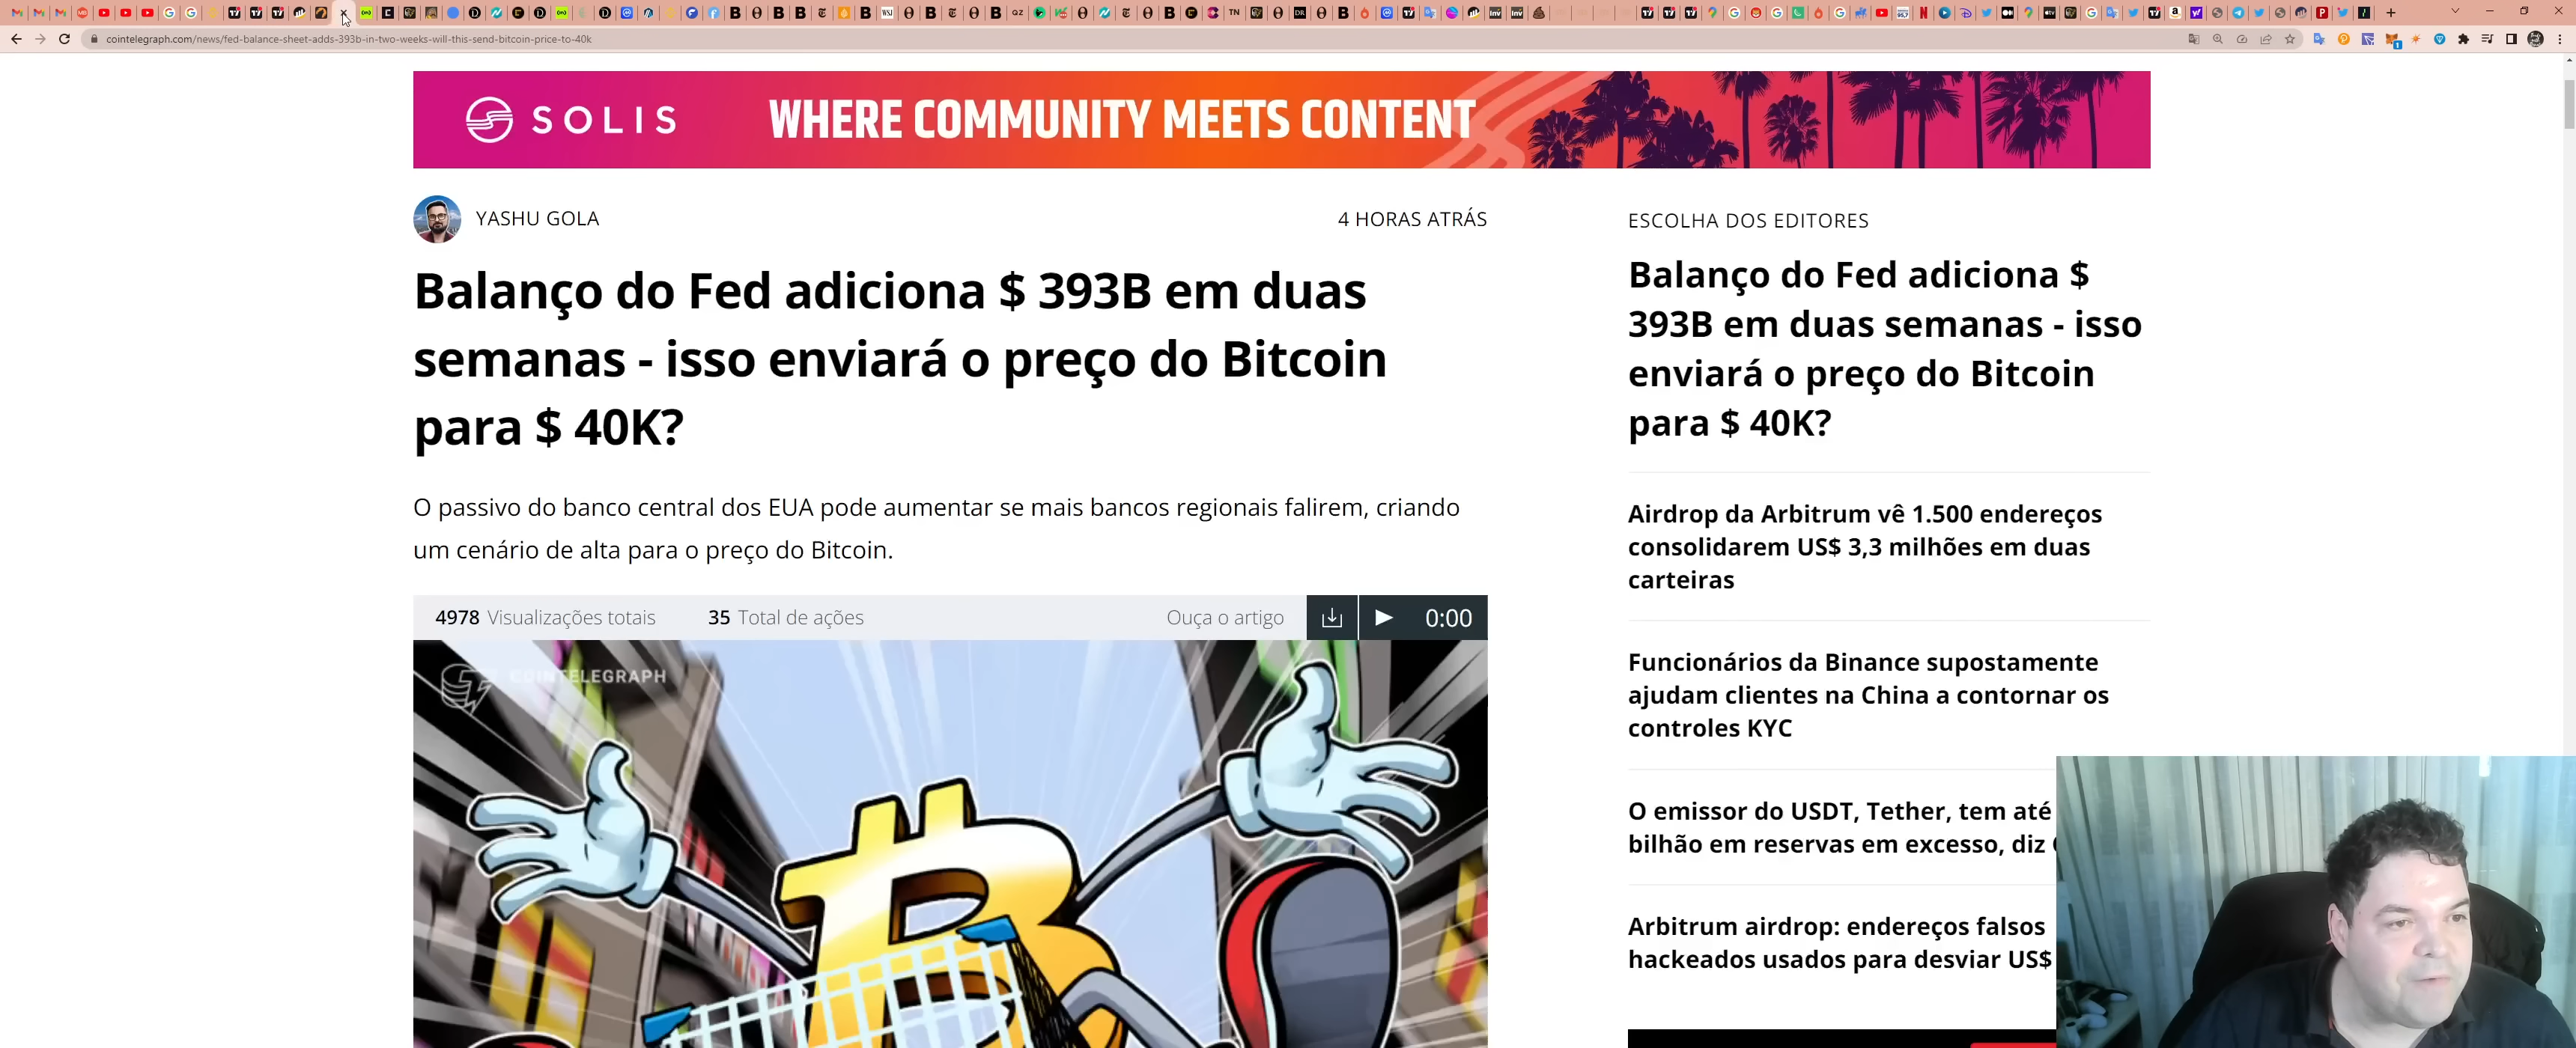 cointelegraph.com/news/fed-balance-sheet-adds-393b-in-two-weeks-will-this-send-bitcoin-price-to-40k
SOLIS
WHERE COMMUNITY MEETS CONTENT
YASHU GOLA
4 HORAS ATRÁS
Balanço do Fed adiciona $ 393B em duas
semanas - isso enviará o preço do Bitcoin
para $ 40K?
O passivo do banco central dos EUA pode aumentar se mais bancos regionais falirem, criando
um cenário de alta para o preço do Bitcoin.
4978 Visualizações totais
35 Total de ações
Ouça o artigo
0:00
COINTELEGRAPH
ESCOLHA DOS EDITORES
Balanço do Fed adiciona $
393B em duas semanas - isso
enviará o preço do Bitcoin
para $ 40K?
Airdrop da Arbitrum vê 1.500 endereços
consolidarem US$ 3,3 milhões em duas
carteiras
Funcionários da Binance supostamente
ajudam clientes na China a contornar os
controles KYC
O emissor do USDT, Tether, tem até
bilhão em reservas em excesso, diz
Arbitrum airdrop: endereços falsos
hackeados usados para desviar US$